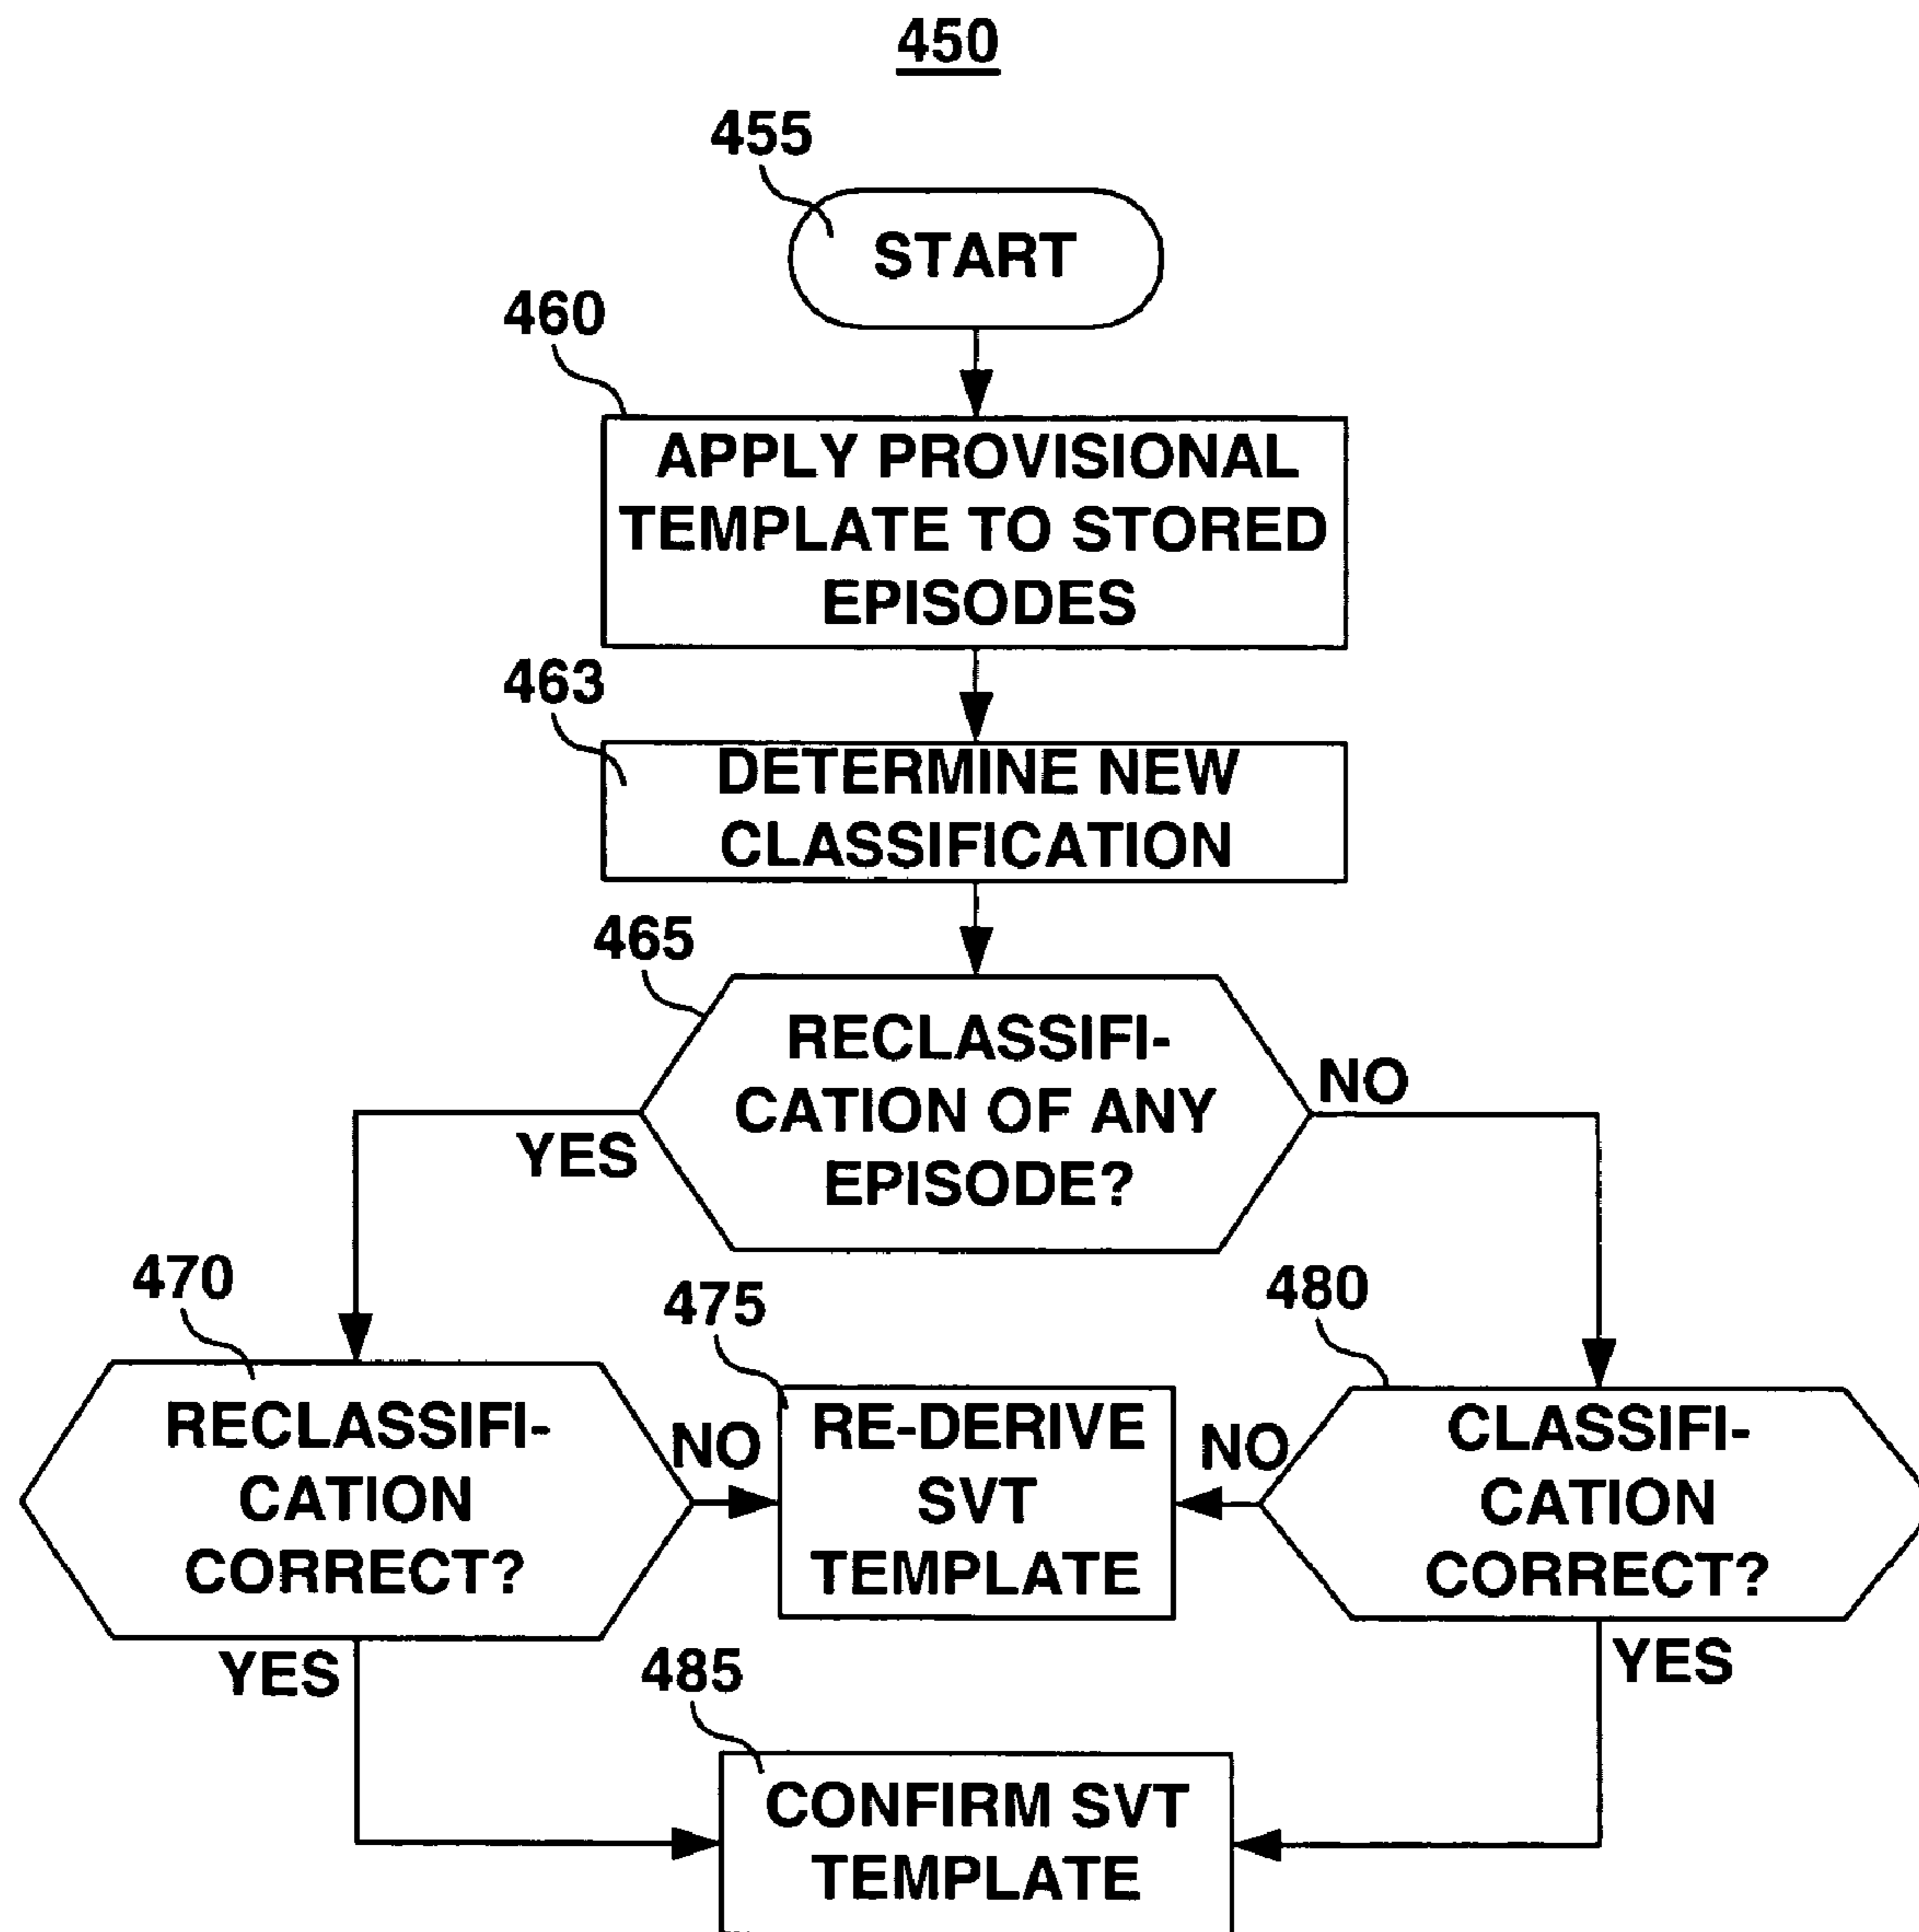 450
455
START
460
APPLY PROVISIONAL
TEMPLATE TO STORED
EPISODES
463
DETERMINE NEW
CLASSIFICATION
465
RECLASSIFI-
CATION OF ANY
EPISODE?
YES
NO
470
RECLASSIFI-
CATION
CORRECT?
NO
475
RE-DERIVE
SVT
TEMPLATE
NO
480
CLASSIFI-
CATION
CORRECT?
YES
YES
485
CONFIRM SVT
TEMPLATE